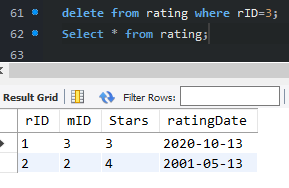 61 delete from rating where rID=3;
62 Select * from rating;
63
Result Grid Filter Rows:
rID mID Stars ratingDate
1 3 3 2020-10-13
2 2 4 2001-05-13